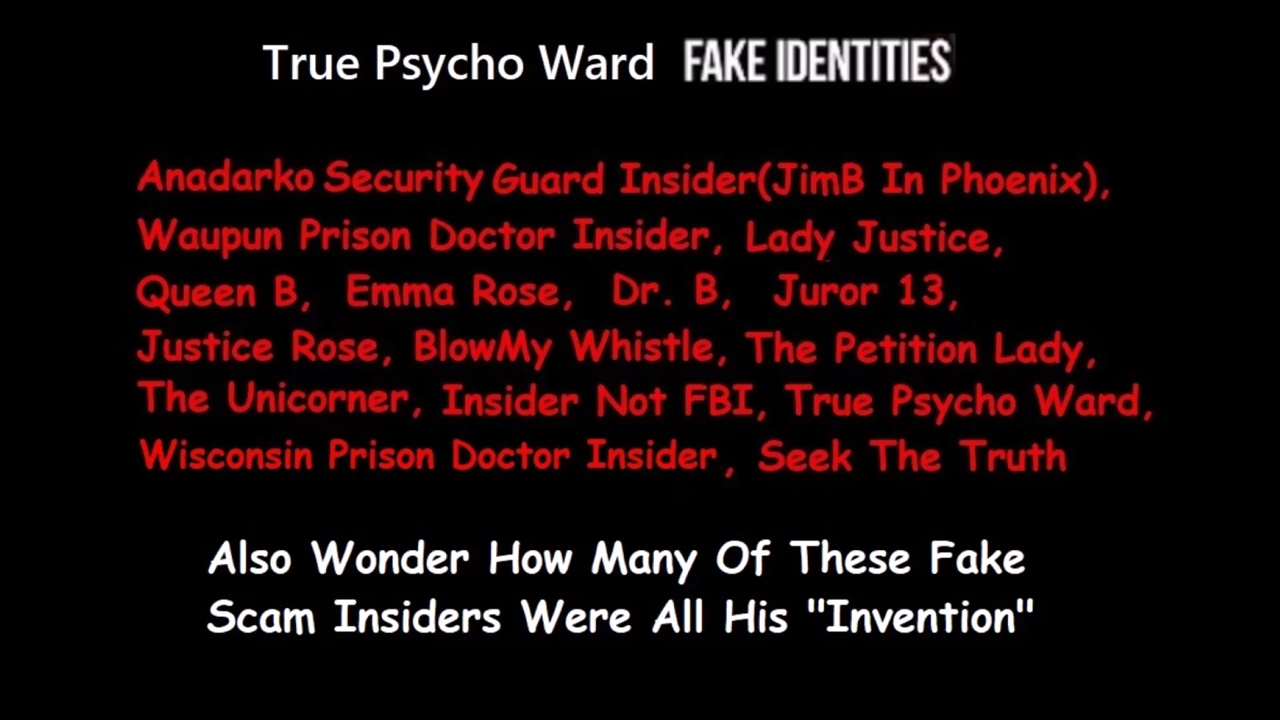 True Psycho Ward FAKE IDENTITIES
Anadarko Security Guard Insider(JimB In Phoenix),
Waupun Prison Doctor Insider, Lady Justice,
Queen B, Emma Rose, Dr. B, Juror 13,
Justice Rose, BlowMy Whistle, The Petition Lady,
The Unicorner, Insider Not FBI, True Psycho Ward,
Wisconsin Prison Doctor Insider, Seek The Truth
Also Wonder How Many Of These Fake
Scam Insiders Were All His "Invention"